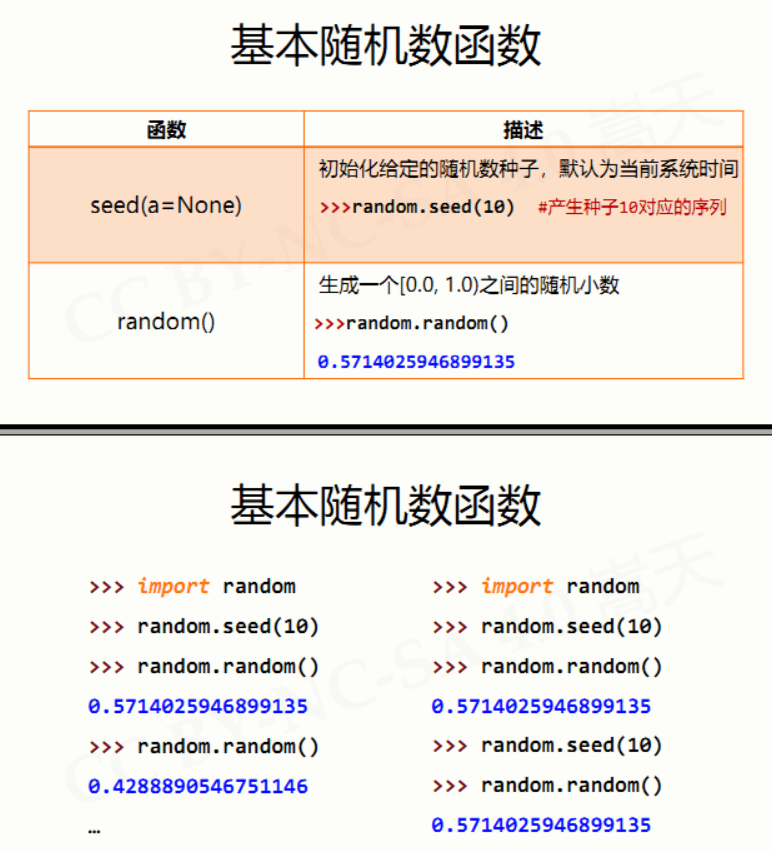 基本随机数函数
函数 描述
seed(a=None)
初始化给定的随机数种子，默认为当前系统时间
>>>random.seed(10) #产生种子10对应的序列
random()
生成一个[0.0, 1.0)之间的随机小数
>>>random.random()
0.5714025946899135
基本随机数函数
>>> import random
>>> random.seed(10)
>>> random.random()
0.5714025946899135
>>> random.random()
0.4288890546751146
…
>>> import random
>>> random.seed(10)
>>> random.random()
0.5714025946899135
>>> random.seed(10)
>>> random.random()
0.5714025946899135
CC BY-NC-SA 4.0 嵩天
CC BY-NC-SA 4.0 嵩天